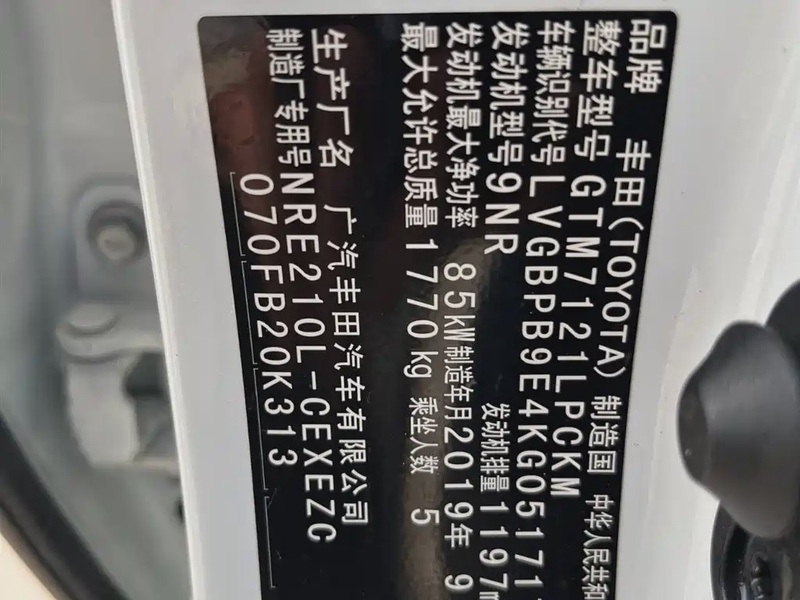 品牌 丰田(TOYOTA) 制造国 中华人民共和
整车型号 GTM7121LPCKM
车辆识别代号 LVGBPB9E4KG05171
发动机型号 9NR 发动机排量 1197m
发动机最大净功率 85kW 制造年月 2019年 9
最大允许总质量 1770kg 乘坐人数 5
生产厂名 广汽丰田汽车有限公司
制造厂专用号 NRE210L-CEXEZC
070FB20K313